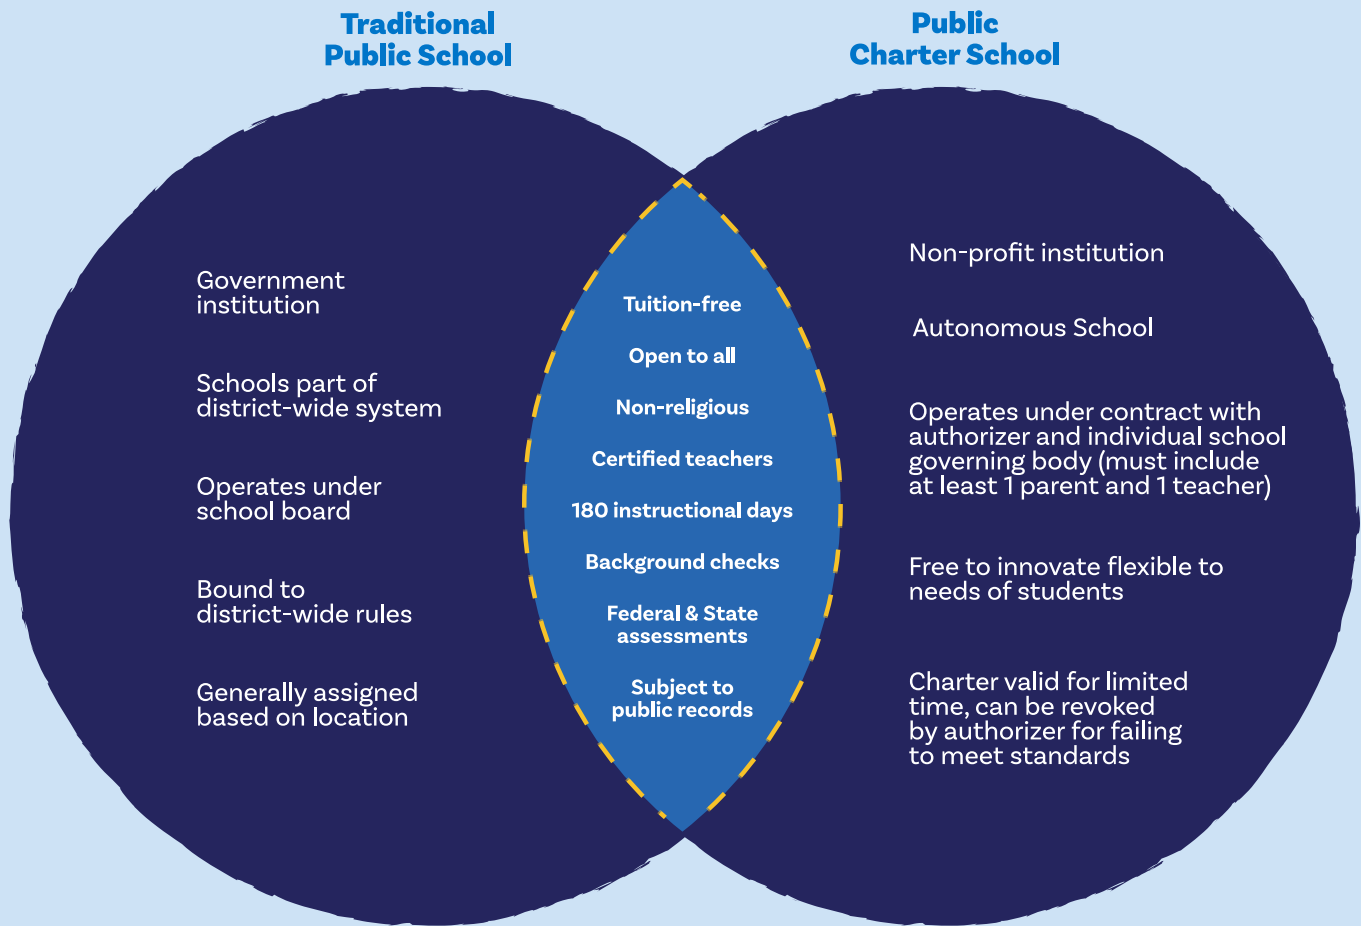 Traditional
Public School
Public
Charter School
Government
institution
Schools part of
district-wide system
Operates under
school board
Bound to
district-wide rules
Generally assigned
based on location
Tuition-free
Open to all
Non-religious
Certified teachers
180 instructional days
Background checks
Federal & State
assessments
Subject to
public records
Non-profit institution
Autonomous School
Operates under contract with
authorizer and individual school
governing body (must include
at least 1 parent and 1 teacher)
Free to innovate flexible to
needs of students
Charter valid for limited
time, can be revoked
by authorizer for failing
to meet standards